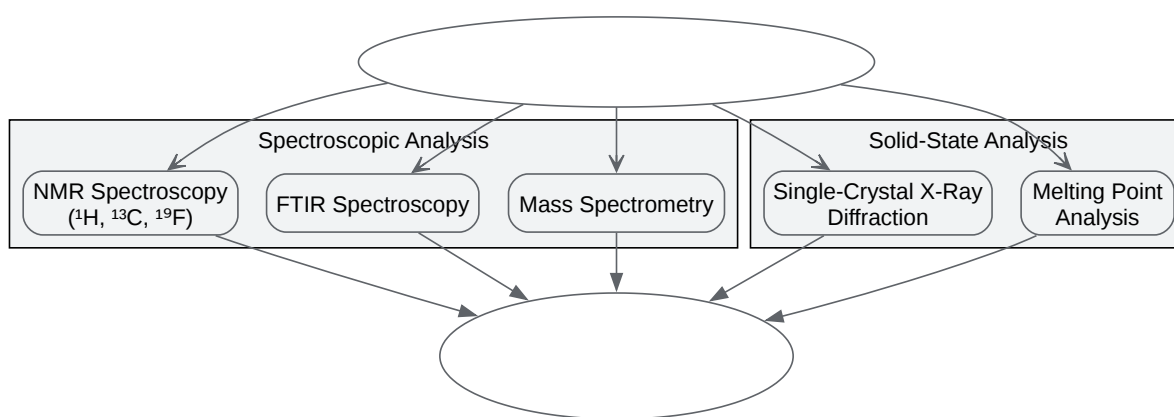 Spectroscopic Analysis
Solid-State Analysis
NMR Spectroscopy
(¹H, ¹³C, ¹⁹F)
FTIR Spectroscopy
Mass Spectrometry
Single-Crystal X-Ray
Diffraction
Melting Point
Analysis